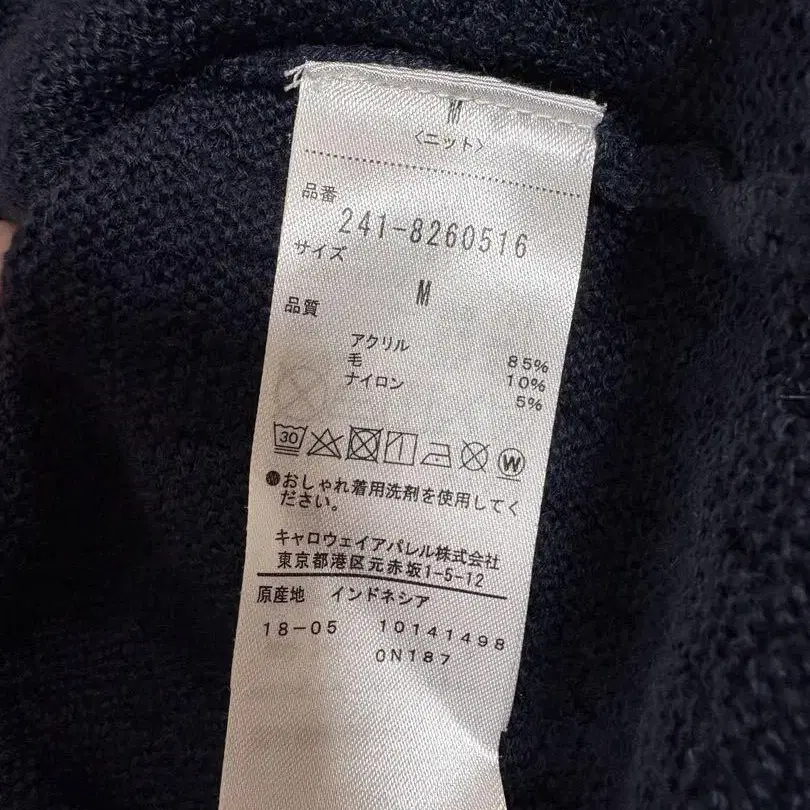 M
〈ニット〉
品番
241-8260516
サイズ
M
品質
アクリル 85%
毛 10%
ナイロン 5%
30
W
●おしゃれ着用洗剤を使用してく
ださい。
キャロウェイアパレル株式会社
東京都港区元赤坂1-5-12
原産地 インドネシア
18-05 10141498
0N187